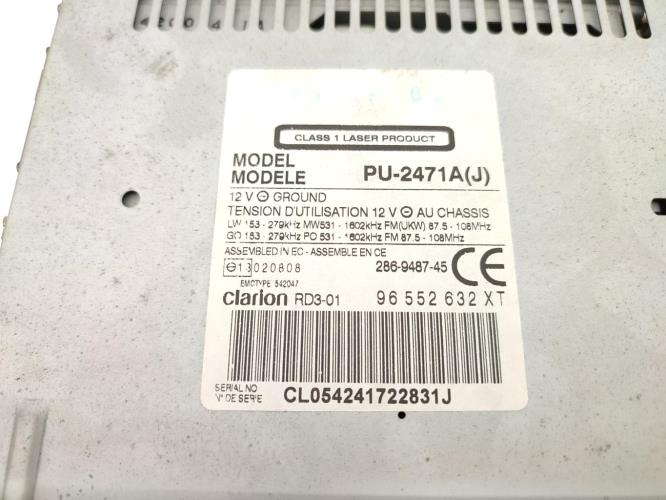 CLASS 1 LASER PRODUCT
MODEL
MODELE PU-2471A(J)
12 V ⊖ GROUND
TENSION D'UTILISATION 12 V ⊖ AU CHASSIS
LW 153 - 279kHz MW531 - 1602kHz FM(UKW) 87.5 - 108MHz
GO 153 - 279kHz PO 531 - 1602kHz FM 87.5 - 108MHz
ASSEMBLED IN EC - ASSEMBLE EN CE
e13 020808 286-9487-45 CE
EMCTYPE 542047
clarion RD3-01 96 552 632 XT
SERIAL NO
N° DE SERIE CL054241722831J